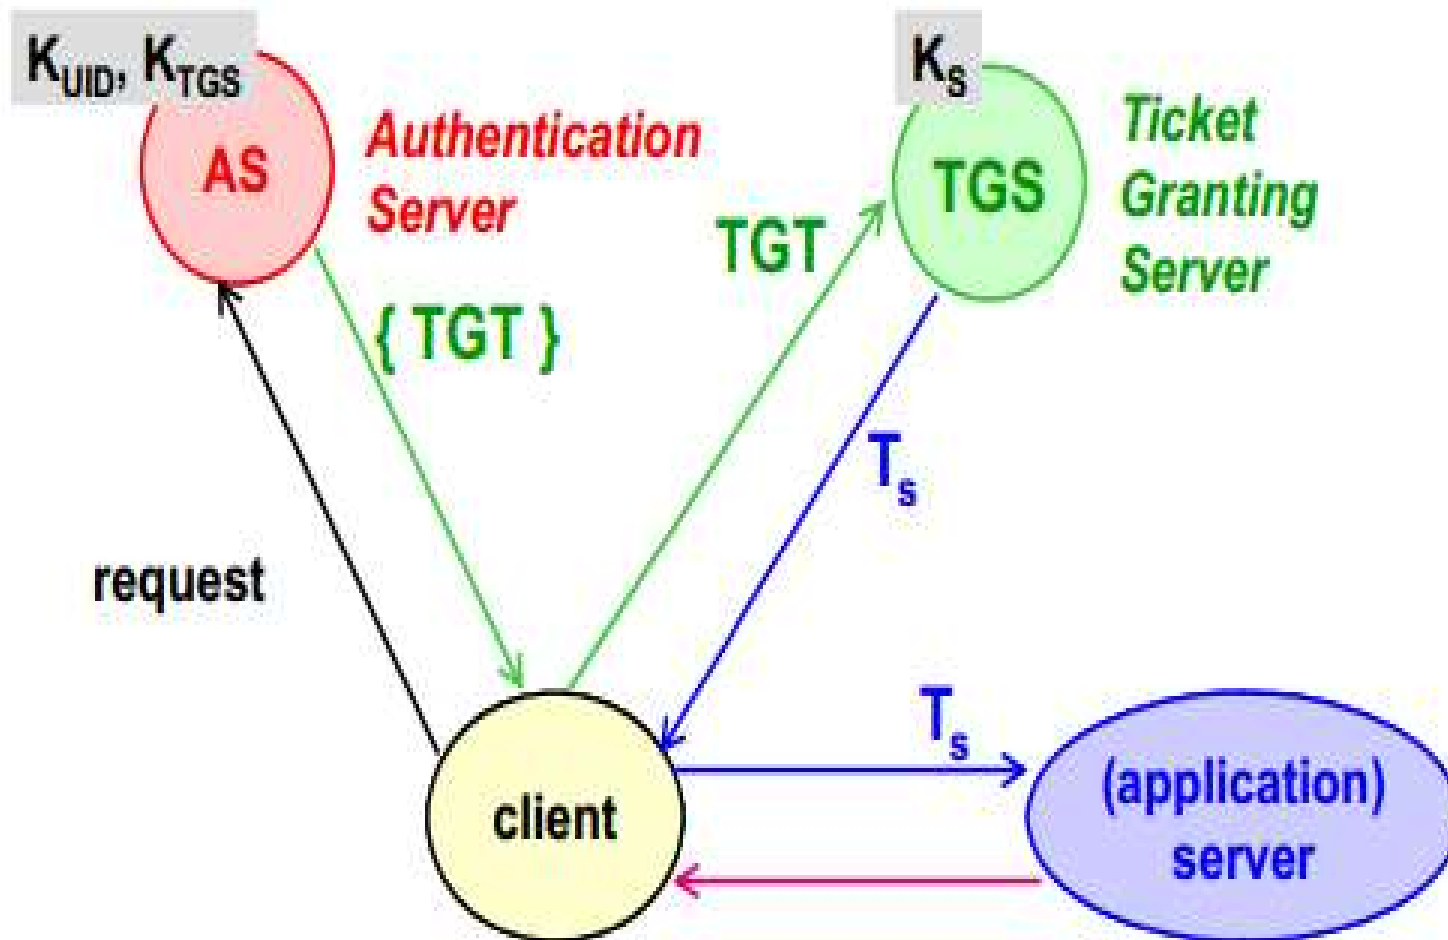 K_UID, K_TGS
AS
Authentication
Server
K_S
TGS
Ticket
Granting
Server
{ TGT }
TGT
T_s
request
client
T_s
(application)
server